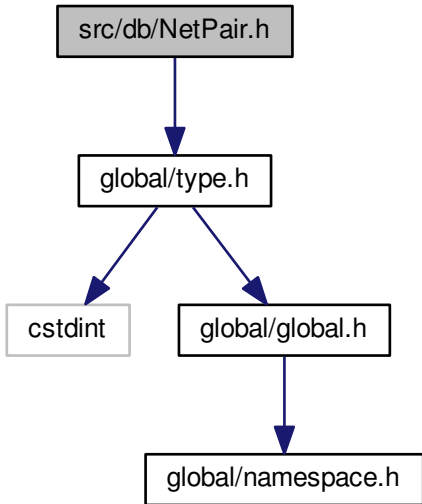 src/db/NetPair.h
global/type.h
cstdint
global/global.h
global/namespace.h